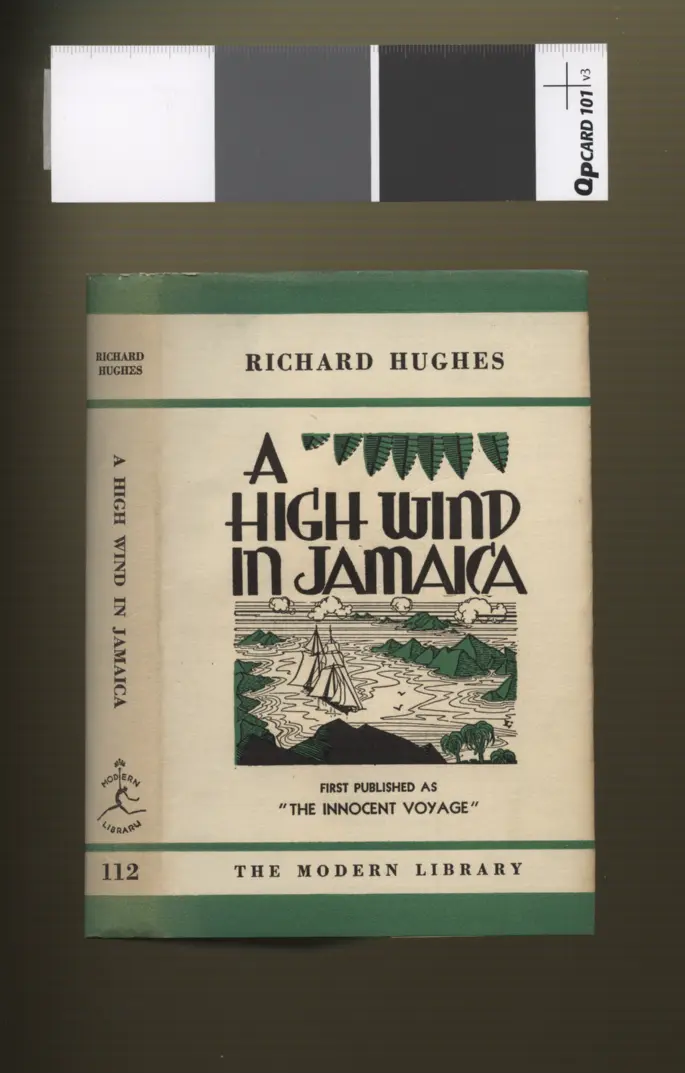 QPCARD 101 v3
RICHARD
HUGHES
A HIGH WIND IN JAMAICA
MODERN
LIBRARY
112
RICHARD HUGHES
A
HIGH WIND
IN JAMAICA
FIRST PUBLISHED AS
"THE INNOCENT VOYAGE"
THE MODERN LIBRARY